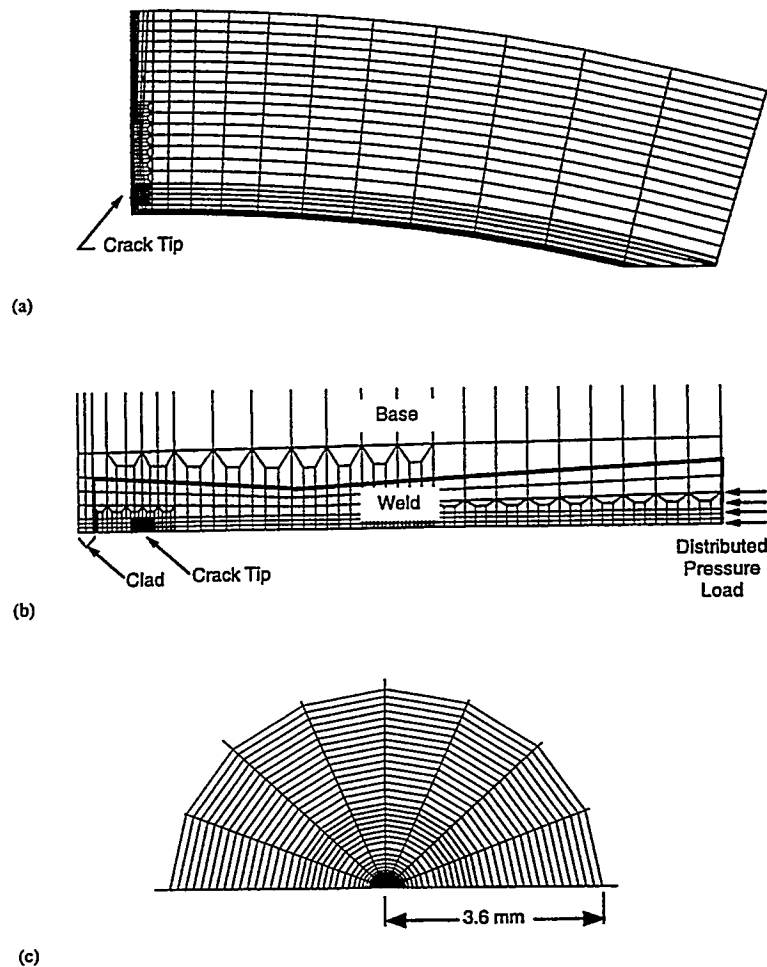 Crack Tip
(a)
Base
Weld
Clad
Crack Tip
Distributed
Pressure
Load
(b)
3.6 mm
(c)